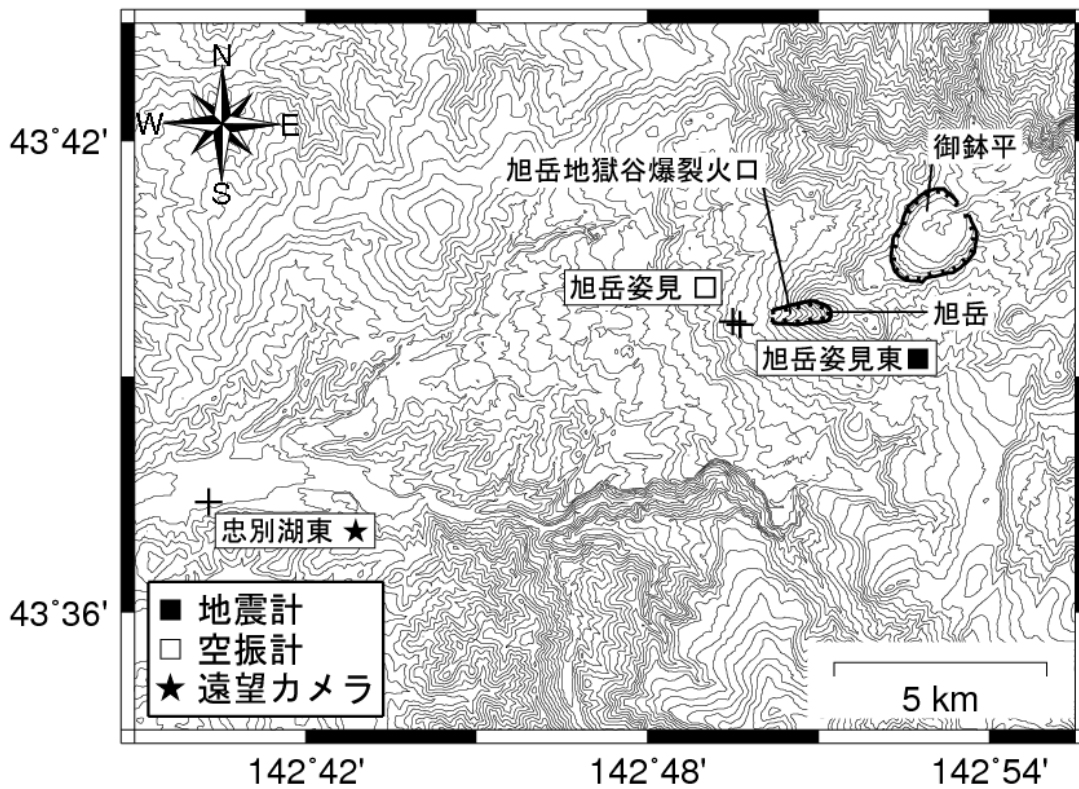 N
W E
S
43˚42'
御鉢平
旭岳地獄谷爆裂火口
旭岳姿見 □
旭岳
旭岳姿見東■
忠別湖東 ★
43˚36'
■ 地震計
□ 空振計
★ 遠望カメラ
5 km
142˚42'
142˚48'
142˚54'